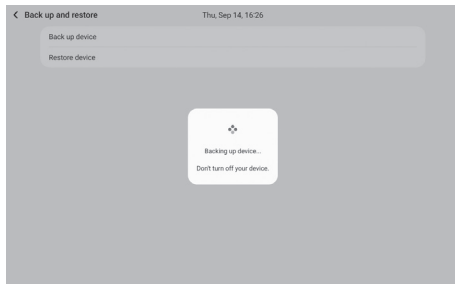 Back up and restore
Thu, Sep 14, 16:26
Back up device
Restore device
Backing up device...
Don't turn off your device.